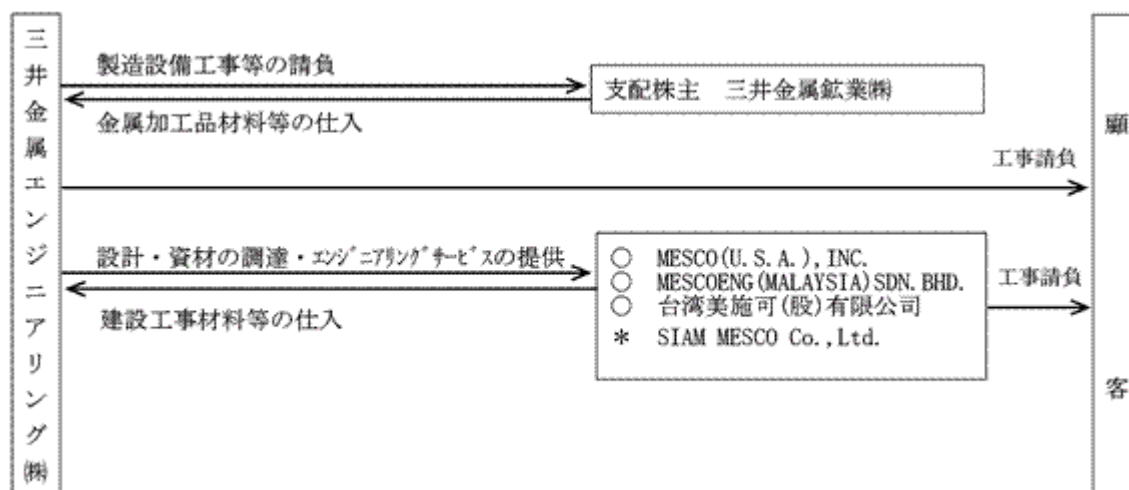 三井金属エンジニアリング㈱
製造設備工事等の請負
支配株主 三井金属鉱業㈱
金属加工品材料等の仕入
工事請負
設計・資材の調達・ｴﾝｼﾞﾆｱﾘﾝｸﾞｻｰﾋﾞｽの提供
建設工事材料等の仕入
○ MESCO(U.S.A.),INC.
○ MESCOENG(MALAYSIA)SDN.BHD.
○ 台湾美施可(股)有限公司
* SIAM MESCO Co.,Ltd.
工事請負
顧客